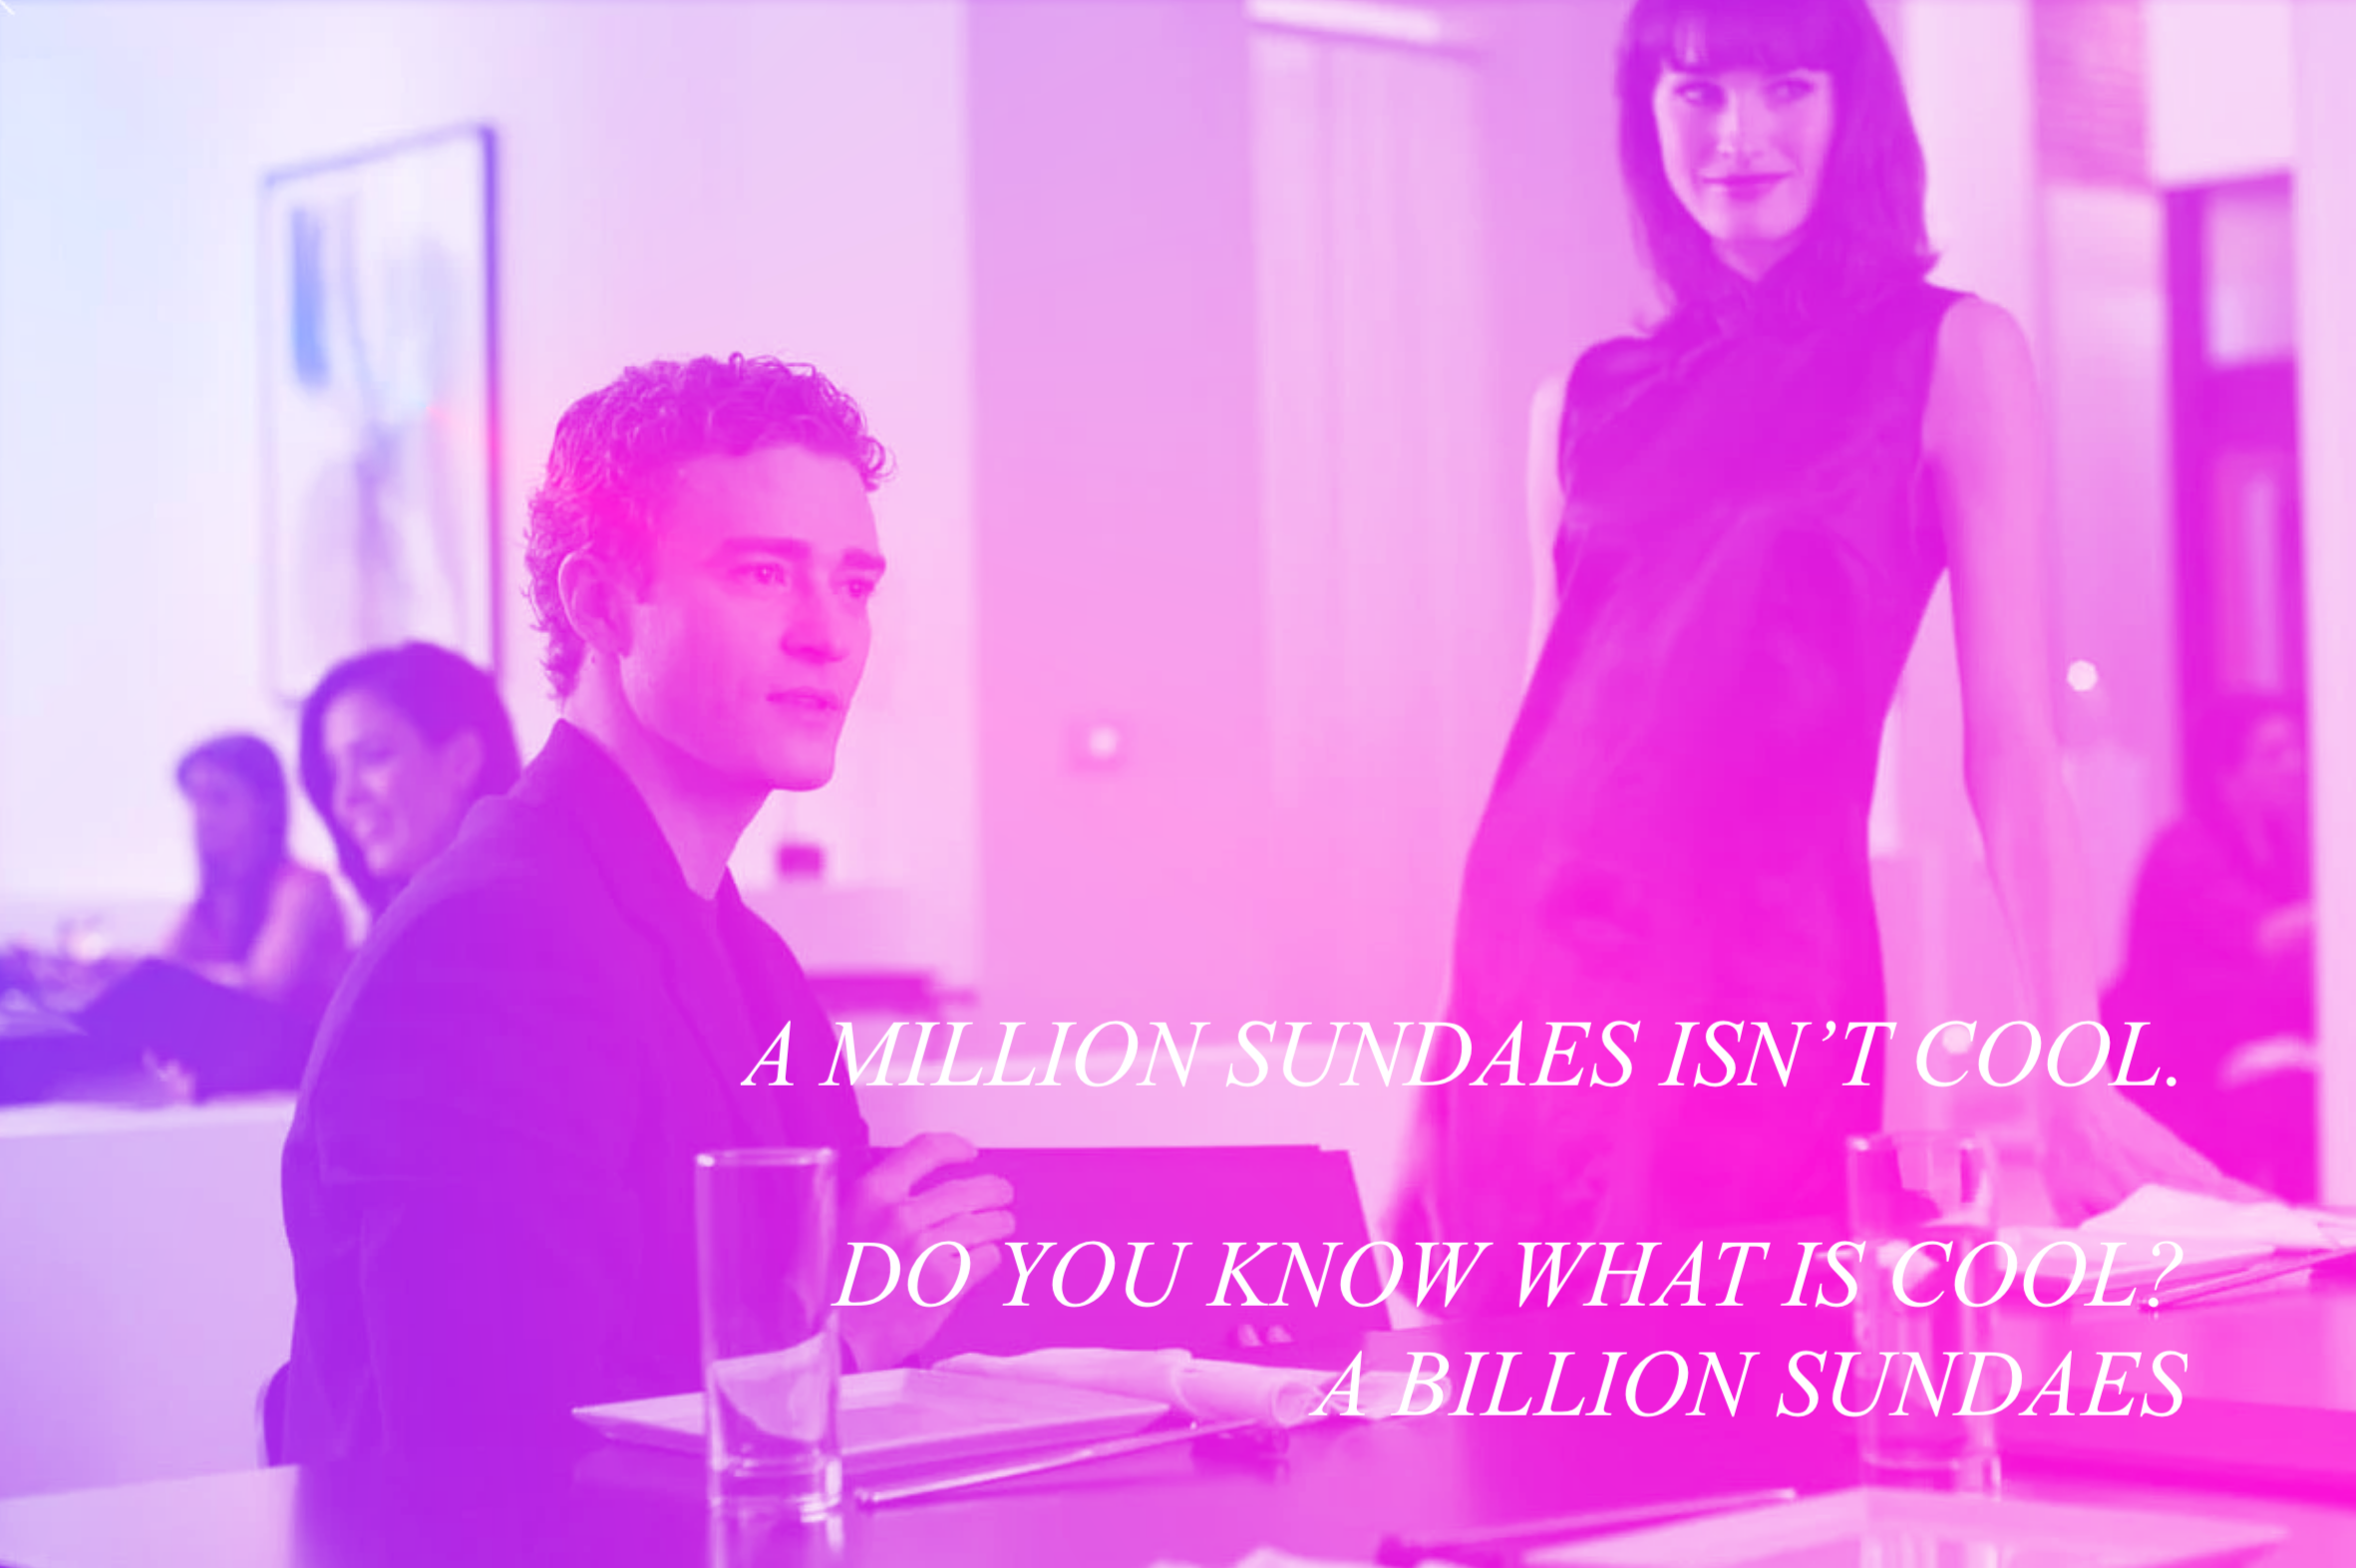 A MILLION SUNDAES ISN’T COOL.
DO YOU KNOW WHAT IS COOL?
A BILLION SUNDAES